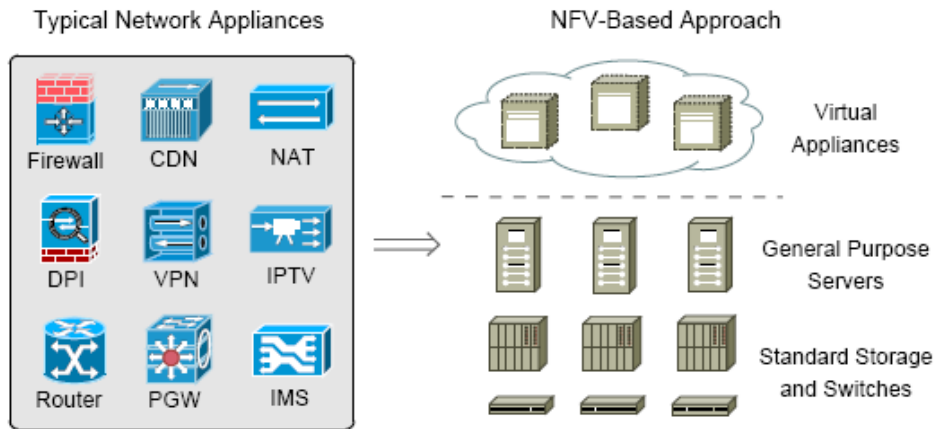 Typical Network Appliances
NFV-Based Approach
Firewall
CDN
NAT
DPI
VPN
IPTV
Router
PGW
IMS
Virtual
Appliances
General Purpose
Servers
Standard Storage
and Switches